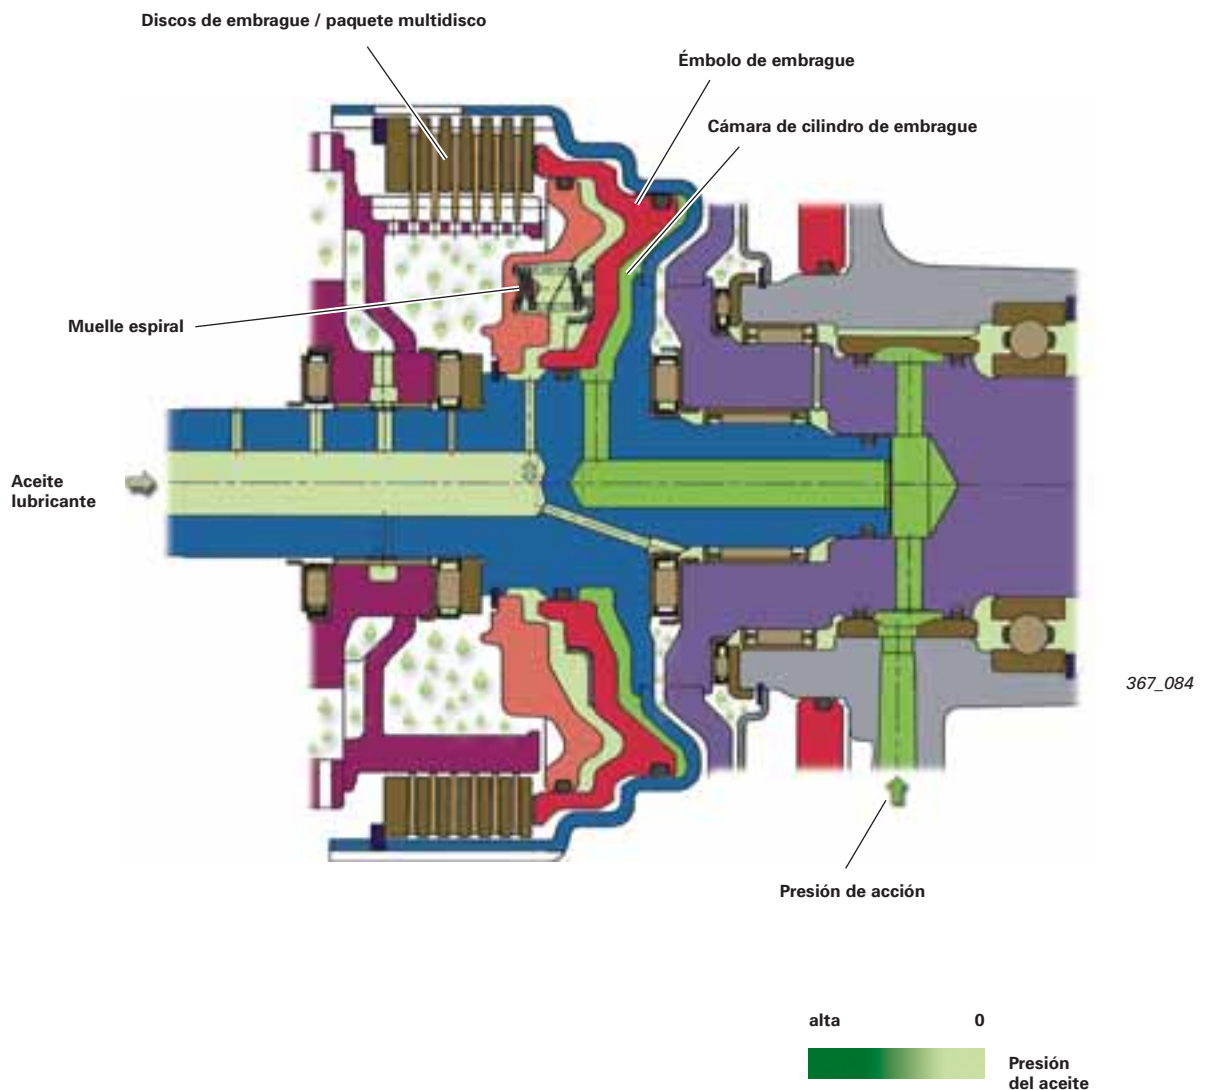 Discos de embrague / paquete multidisco
Émbolo de embrague
Cámara de cilindro de embrague
Muelle espiral
Aceite
lubricante
367_084
Presión de acción
alta 0
Presión
del aceite